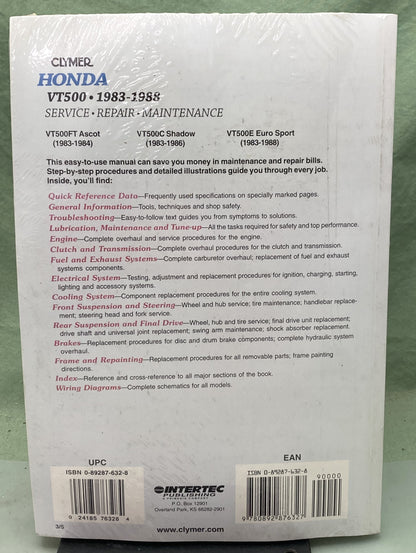 CLYMER
HONDA
VT500 • 1983-1988
SERVICE • REPAIR • MAINTENANCE
VT500FT Ascot VT500C Shadow VT500E Euro Sport
(1983-1984) (1983-1986) (1983-1988)
This easy-to-use manual can save you money in maintenance and repair bills.
Step-by-step procedures and detailed illustrations guide you through every job.
Inside, you'll find:
Quick Reference Data—Frequently used specifications on specially marked pages.
General Information—Tools, techniques and shop safety.
Troubleshooting—Easy-to-follow text guides you from symptoms to solutions.
Lubrication, Maintenance and Tune-up—All the tasks required for safety and top performance.
Engine—Complete overhaul and service procedures for the engine.
Clutch and Transmission—Complete overhaul procedures for the clutch and transmission.
Fuel and Exhaust Systems—Complete carburetor overhaul; replacement of fuel and exhaust
systems components.
Electrical System—Testing, adjustment and replacement procedures for ignition, charging, starting,
lighting and accessory systems.
Cooling System—Component replacement procedures for the entire cooling system.
Front Suspension and Steering—Wheel and hub service; tire maintenance; handlebar replace-
ment; steering head and fork service.
Rear Suspension and Final Drive—Wheel, hub and tire service; final drive unit replacement;
drive shaft and universal joint replacement; swing arm maintenance; shock absorber replacement.
Brakes—Replacement procedures for disc and drum brake components; complete hydraulic system
overhaul.
Frame and Repainting—Replacement procedures for all removable parts; frame painting
directions.
Index—Reference and cross-reference to all major sections of the book.
Wiring Diagrams—Complete schematics for all models.
UPC
ISBN 0-89287-632-8
0 24185 76328 4
3/5
INTERTEC
PUBLISHING
A PRIMEDIA COMPANY
P.O. Box 12901
Overland Park, KS 66282-2901
www.clymer.com
EAN
ISBN 0-89287-632-8
90000
9 780892 876327